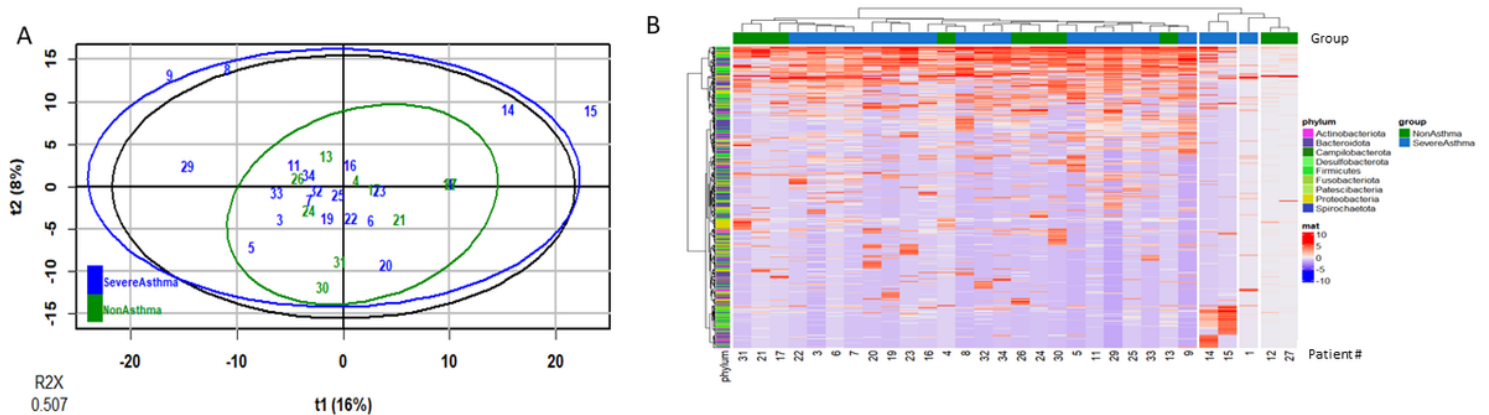 A
15
10
5
0
-5
-10
-15
t2 (8%)
9
8
14
15
29
13
11
16
26
34
4
33
32
25
23
7
24
3
19
22
6
21
5
31
20
30
SevereAsthma
NonAsthma
-20
-10
0
10
20
R2X
0.507
t1 (16%)
B
Group
phylum
Actinobacteriota
Bacteroidota
Campilobacterota
Desulfobacterota
Firmicutes
Fusobacteriota
Patescibacteria
Proteobacteria
Spirochaetota
group
NonAsthma
SevereAsthma
mat
10
5
0
-5
-10
phylum
31 21 17 22 3 6 7 20 19 23 16 4 8 32 34 26 24 30 5 11 29 25 33 13 9 14 15 1 12 27
Patient #